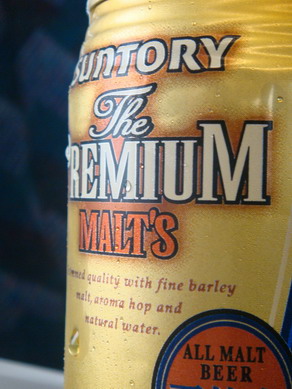 SUNTORY
The
PREMIUM
MALT'S
quality with fine barley
malt, aroma hop and
natural water.
ALL MALT
BEER